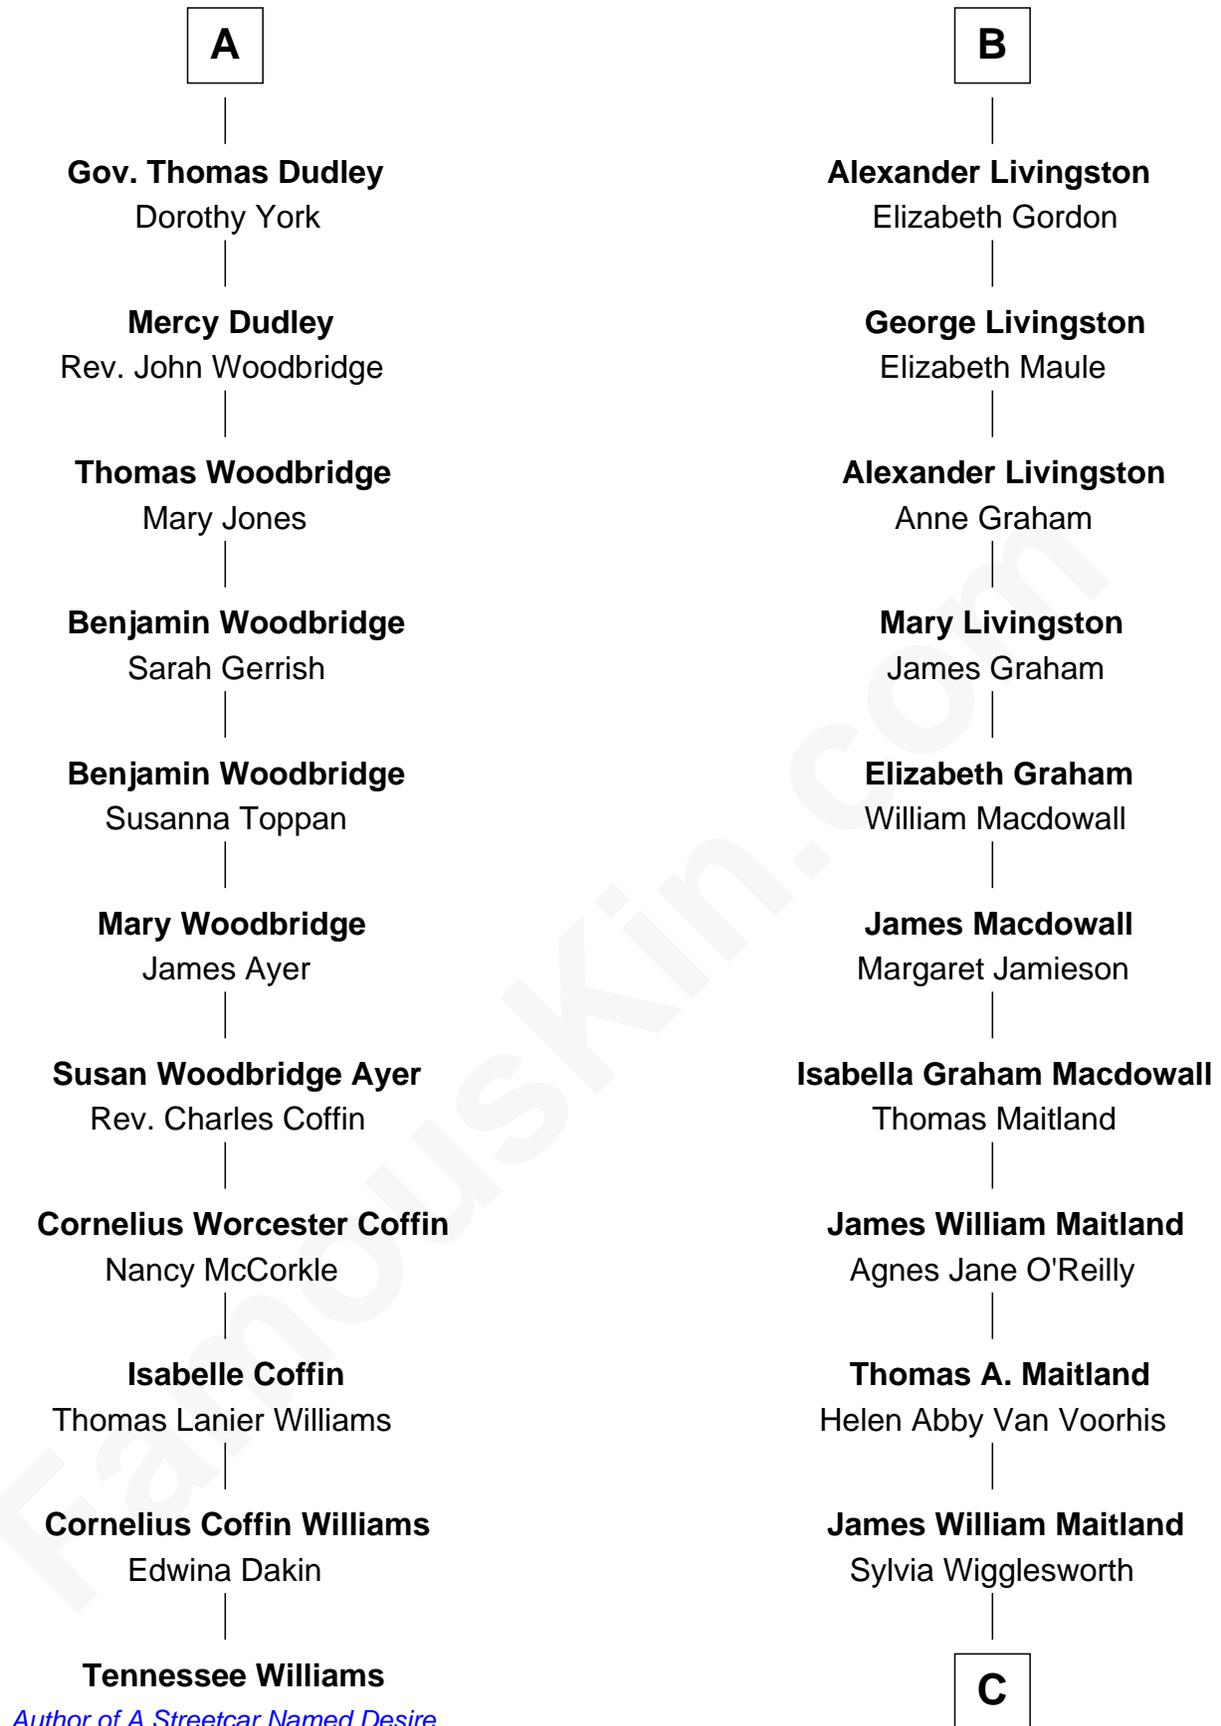 A
Gov. Thomas Dudley
Dorothy York
Mercy Dudley
Rev. John Woodbridge
Thomas Woodbridge
Mary Jones
Benjamin Woodbridge
Sarah Gerrish
Benjamin Woodbridge
Susanna Toppan
Mary Woodbridge
James Ayer
Susan Woodbridge Ayer
Rev. Charles Coffin
Cornelius Worcester Coffin
Nancy McCorkle
Isabelle Coffin
Thomas Lanier Williams
Cornelius Coffin Williams
Edwina Dakin
Tennessee Williams
Author of A Streetcar Named Desire
B
Alexander Livingston
Elizabeth Gordon
George Livingston
Elizabeth Maule
Alexander Livingston
Anne Graham
Mary Livingston
James Graham
Elizabeth Graham
William Macdowall
James Macdowall
Margaret Jamieson
Isabella Graham Macdowall
Thomas Maitland
James William Maitland
Agnes Jane O'Reilly
Thomas A. Maitland
Helen Abby Van Voorhis
James William Maitland
Sylvia Wigglesworth
C
FamousKin.com